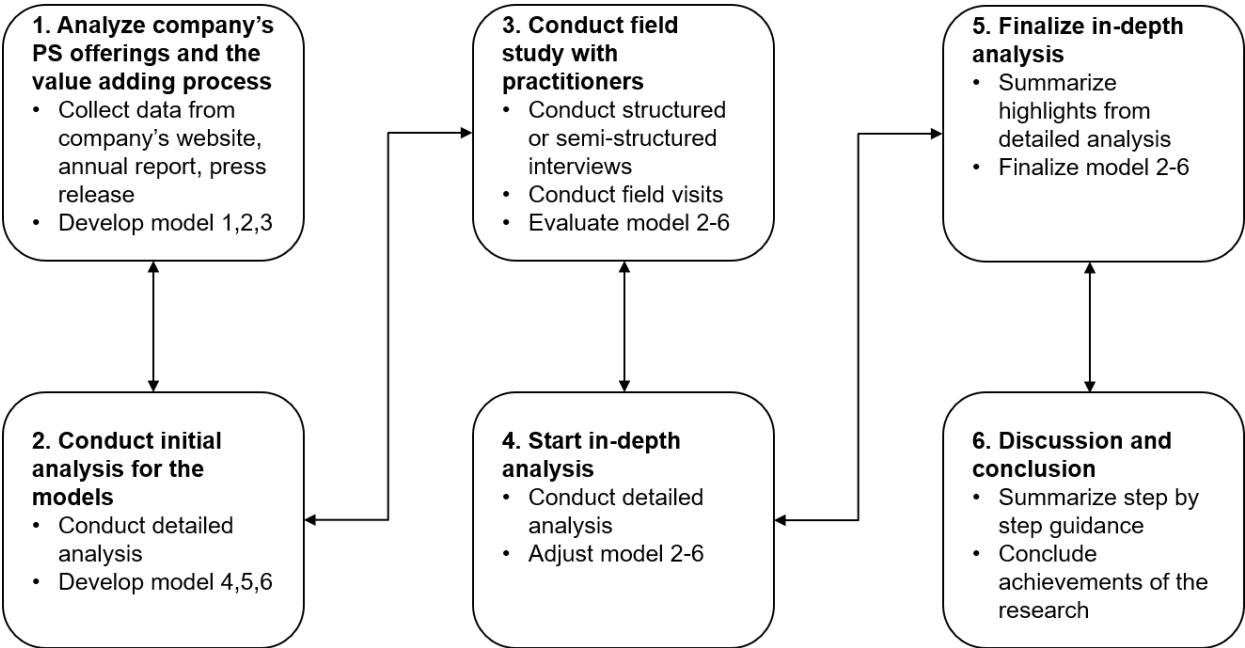 1. Analyze company's
PS offerings and the
value adding process
• Collect data from
company's website,
annual report, press
release
• Develop model 1,2,3
2. Conduct initial
analysis for the
models
• Conduct detailed
analysis
• Develop model 4,5,6
3. Conduct field
study with
practitioners
• Conduct structured
or semi-structured
interviews
• Conduct field visits
• Evaluate model 2-6
4. Start in-depth
analysis
• Conduct detailed
analysis
• Adjust model 2-6
5. Finalize in-depth
analysis
• Summarize
highlights from
detailed analysis
• Finalize model 2-6
6. Discussion and
conclusion
• Summarize step by
step guidance
• Conclude
achievements of the
research